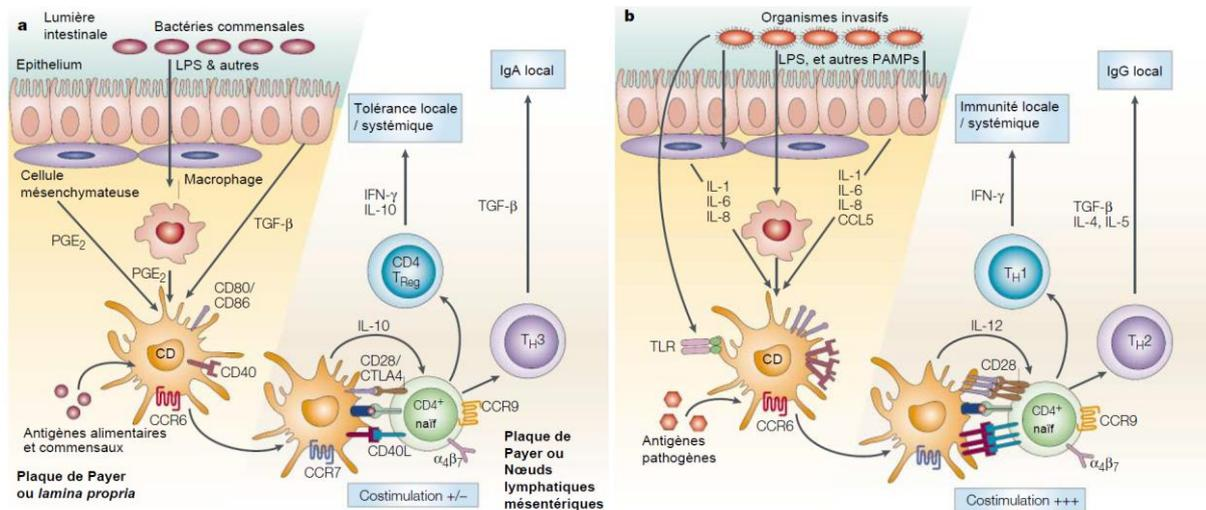 a
Lumière
intestinale
Bactéries commensales
Epithelium
LPS & autres
IgA local
Tolérance locale
/ systémique
Cellule
mésenchymateuse
Macrophage
IFN-γ
IL-10
TGF-β
TGF-β
PGE2
PGE2
CD4
TReg
CD80/
CD86
IL-10
TH3
CD
CD40
CD28/
CTLA4
CD4+
naïf
CCR9
CCR6
Antigènes alimentaires
et commensaux
CD40L
α4β7
CCR7
Plaque de Payer
ou lamina propria
Plaque de
Payer ou
Nœuds
lymphatiques
mésentériques
Costimulation +/−
b
Organismes invasifs
LPS, et autres PAMPs
IgG local
Immunité locale
/ systémique
IL-1
IL-6
IL-8
IL-1
IL-6
IL-8
CCL5
IFN-γ
TGF-β
IL-4, IL-5
TH1
IL-12
TH2
TLR
CD
CD28
CD4+
naïf
CCR9
CCR6
Antigènes
pathogènes
α4β7
Costimulation +++